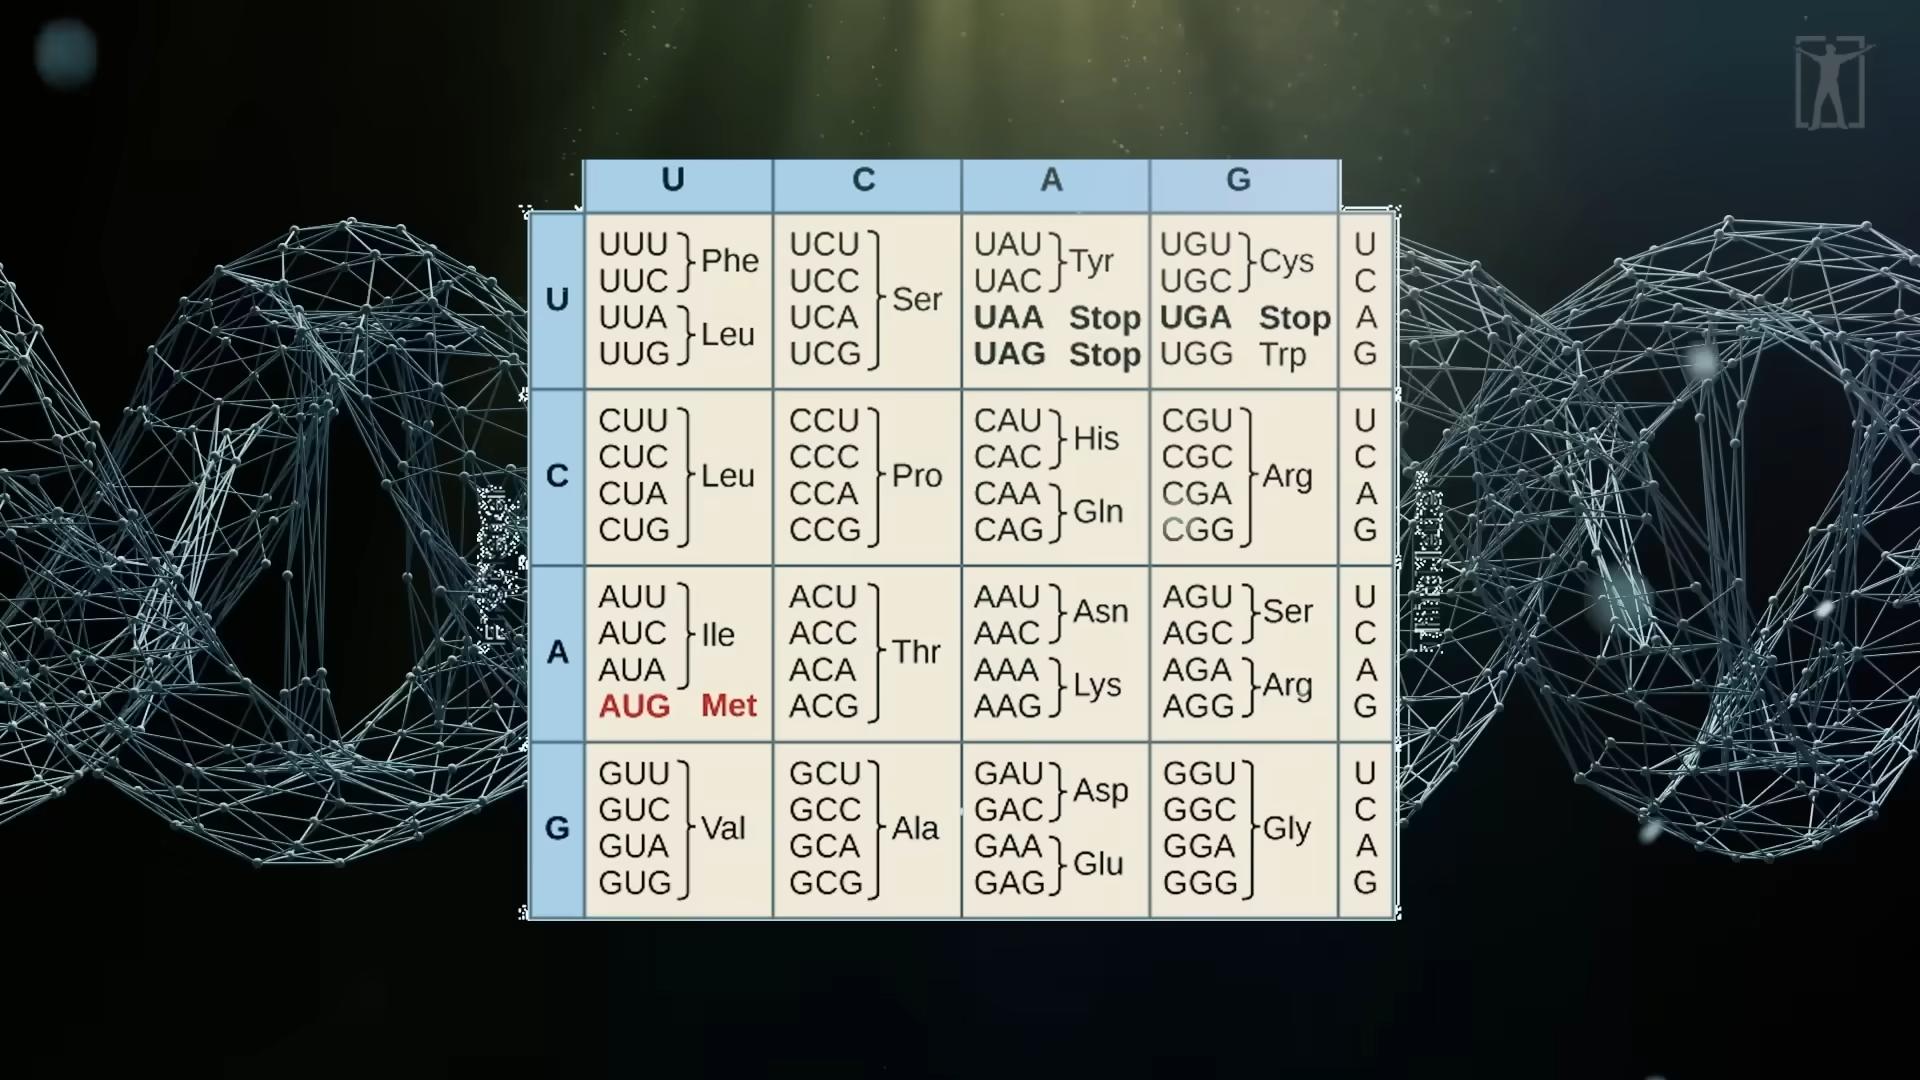 U C A G
U
UUU Phe UCU Ser UAU Tyr UGU Cys U
UUC UCC UAC UGC C
UUA Leu UCA UAA Stop UGA Stop A
UUG UCG UAG Stop UGG Trp G
C
CUU Leu CCU Pro CAU His CGU Arg U
CUC CCC CAC CGC C
CUA CCA CAA Gln CGA A
CUG CCG CAG CGG G
A
AUU Ile ACU Thr AAU Asn AGU Ser U
AUC ACC AAC AGC C
AUA ACA AAA Lys AGA Arg A
AUG Met ACG AAG AGG G
G
GUU Val GCU Ala GAU Asp GGU Gly U
GUC GCC GAC GGC C
GUA GCA GAA Glu GGA A
GUG GCG GAG GGG G